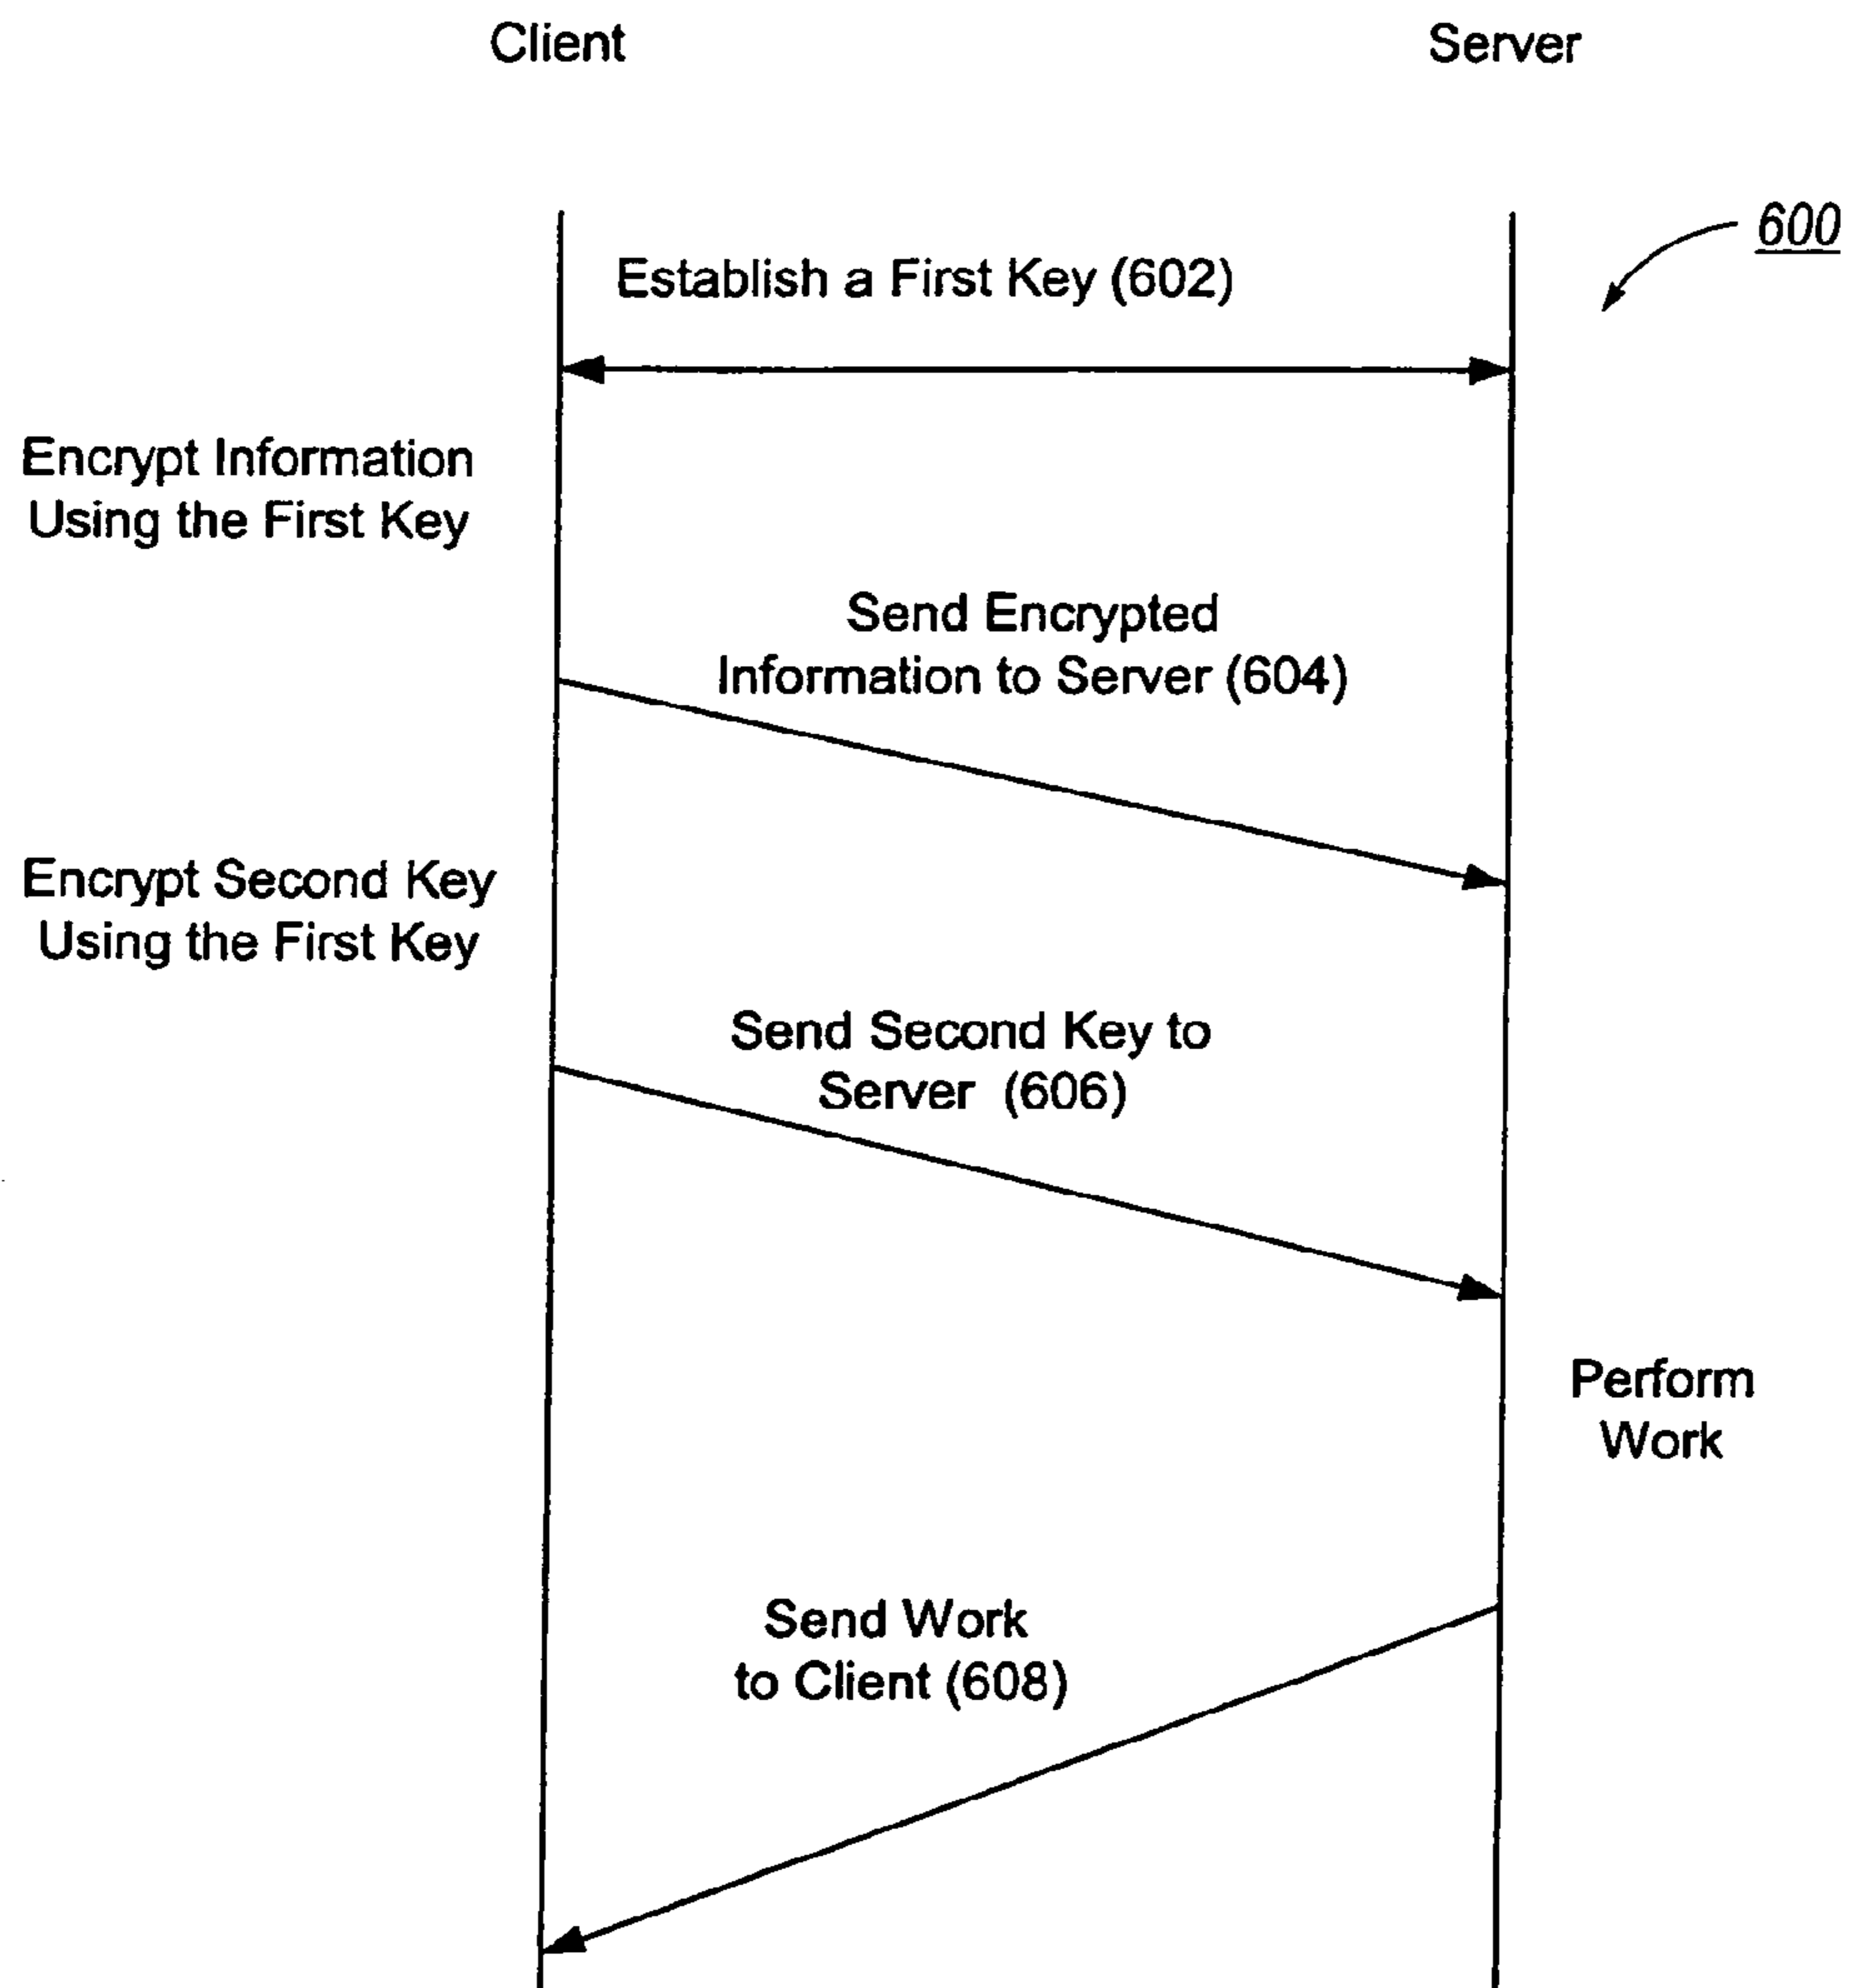 Client
Server
600
Establish a First Key (602)
Encrypt Information
Using the First Key
Send Encrypted
Information to Server (604)
Encrypt Second Key
Using the First Key
Send Second Key to
Server (606)
Perform
Work
Send Work
to Client (608)